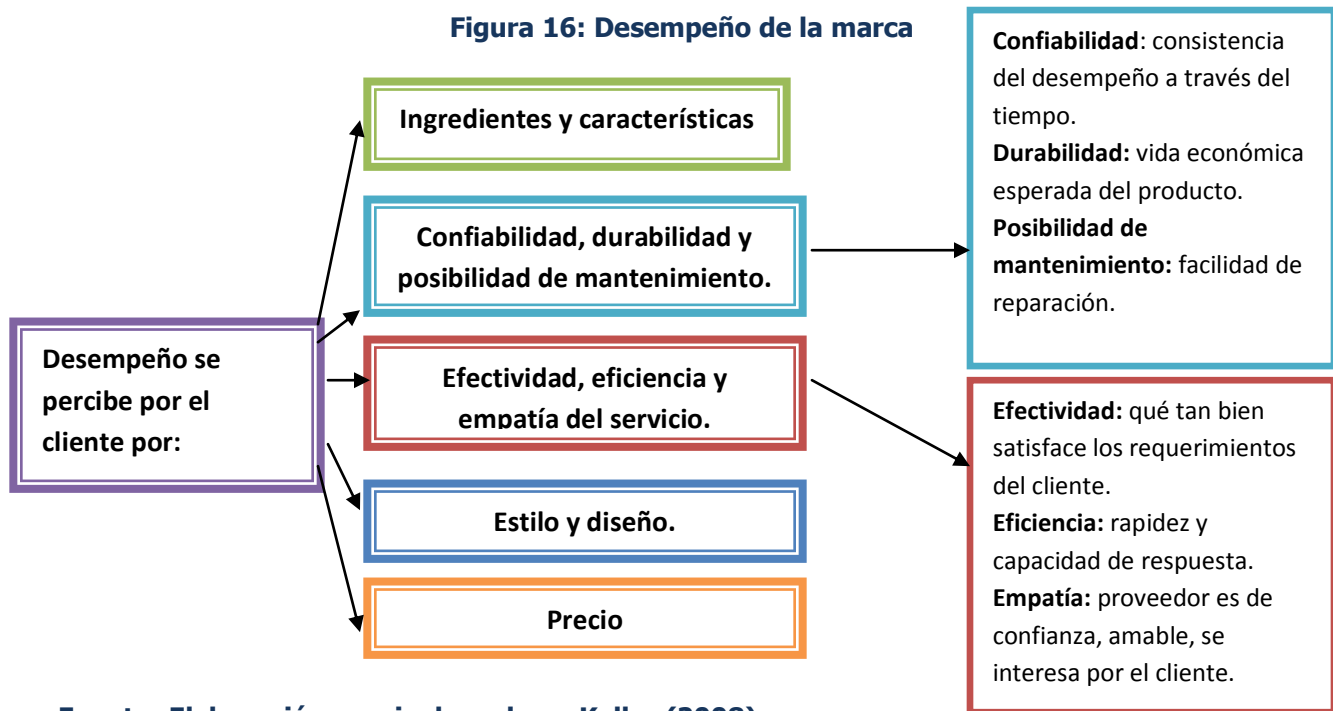 Figura 16: Desempeño de la marca
Desempeño se
percibe por el
cliente por:
Ingredientes y características
Confiabilidad, durabilidad y
posibilidad de mantenimiento.
Efectividad, eficiencia y
empatía del servicio.
Estilo y diseño.
Precio
Confiabilidad: consistencia
del desempeño a través del
tiempo.
Durabilidad: vida económica
esperada del producto.
Posibilidad de
mantenimiento: facilidad de
reparación.
Efectividad: qué tan bien
satisface los requerimientos
del cliente.
Eficiencia: rapidez y
capacidad de respuesta.
Empatía: proveedor es de
confianza, amable, se
interesa por el cliente.